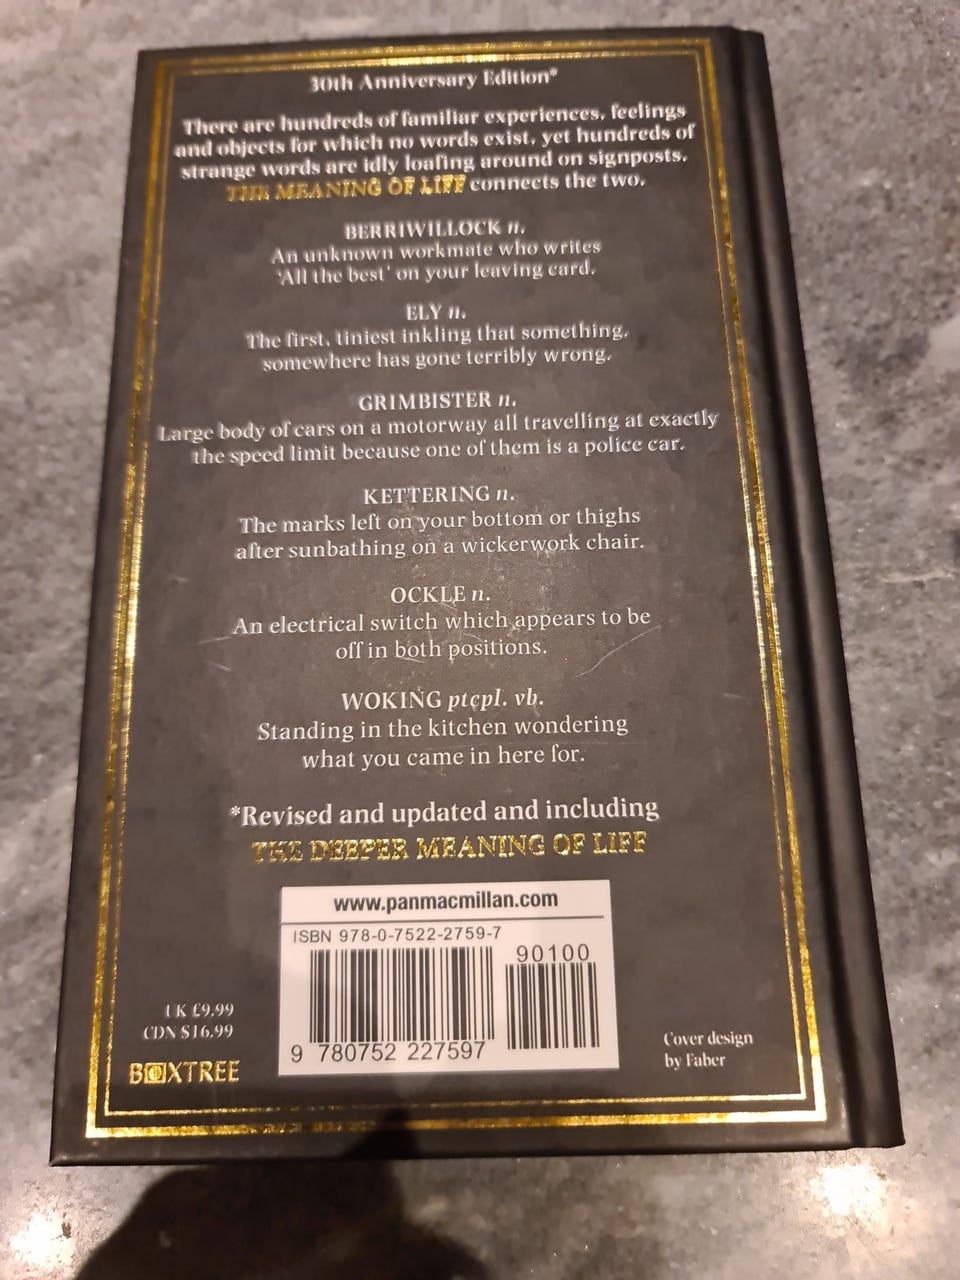 30th Anniversary Edition*
There are hundreds of familiar experiences, feelings
and objects for which no words exist, yet hundreds of
strange words are idly loafing around on signposts.
THE MEANING OF LIFF connects the two.
BERRIWILLOCK n.
An unknown workmate who writes
'All the best' on your leaving card.
ELY n.
The first, tiniest inkling that something,
somewhere has gone terribly wrong.
GRIMBISTER n.
Large body of cars on a motorway all travelling at exactly
the speed limit because one of them is a police car.
KETTERING n.
The marks left on your bottom or thighs
after sunbathing on a wickerwork chair.
OCKLE n.
An electrical switch which appears to be
off in both positions.
WOKING ptcpl. vb.
Standing in the kitchen wondering
what you came in here for.
*Revised and updated and including
THE DEEPER MEANING OF LIFF
www.panmacmillan.com
ISBN 978-0-7522-2759-7
90100
9 780752 227597
UK £9.99
CDN $16.99
BOXTREE
Cover design
by Faber